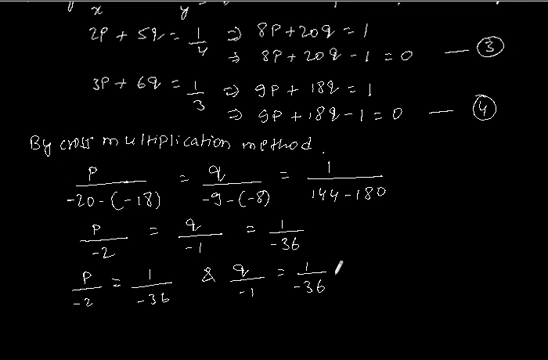 x y
2p + 5q = 1/4 ⇒ 8p + 20q = 1
⇒ 8p + 20q - 1 = 0 — ③
3p + 6q = 1/3 ⇒ 9p + 18q = 1
⇒ 9p + 18q - 1 = 0 — ④
By cross multiplication method.
p/-20-(-18) = q/-9-(-8) = 1/144-180
p/-2 = q/-1 = 1/-36
p/-2 = 1/-36 & q/-1 = 1/-36